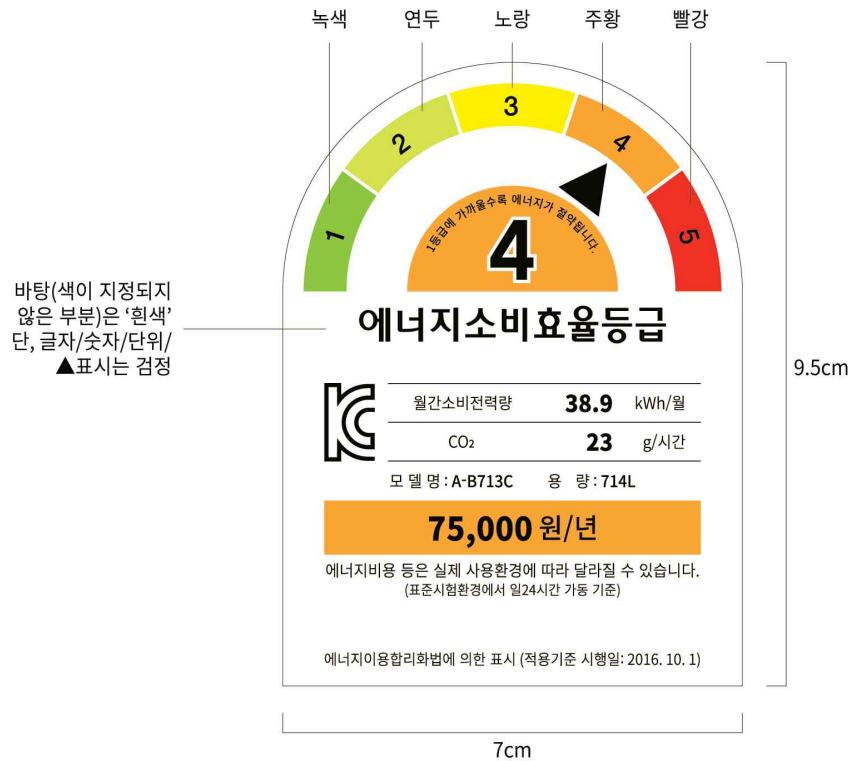 녹색 연두 노랑 주황 빨강
1 2 3 4 5
1등급에 가까울수록 에너지가 절약됩니다.
4
에너지소비효율등급
바탕(색이 지정되지
않은 부분)은 ‘흰색’
단, 글자/숫자/단위/
▲표시는 검정
9.5cm
KC
월간소비전력량 38.9 kWh/월
CO₂ 23 g/시간
모 델 명 : A-B713C 용 량 : 714L
75,000 원/년
에너지비용 등은 실제 사용환경에 따라 달라질 수 있습니다.
(표준시험환경에서 일24시간 가동 기준)
에너지이용합리화법에 의한 표시 (적용기준 시행일: 2016. 10. 1)
7cm